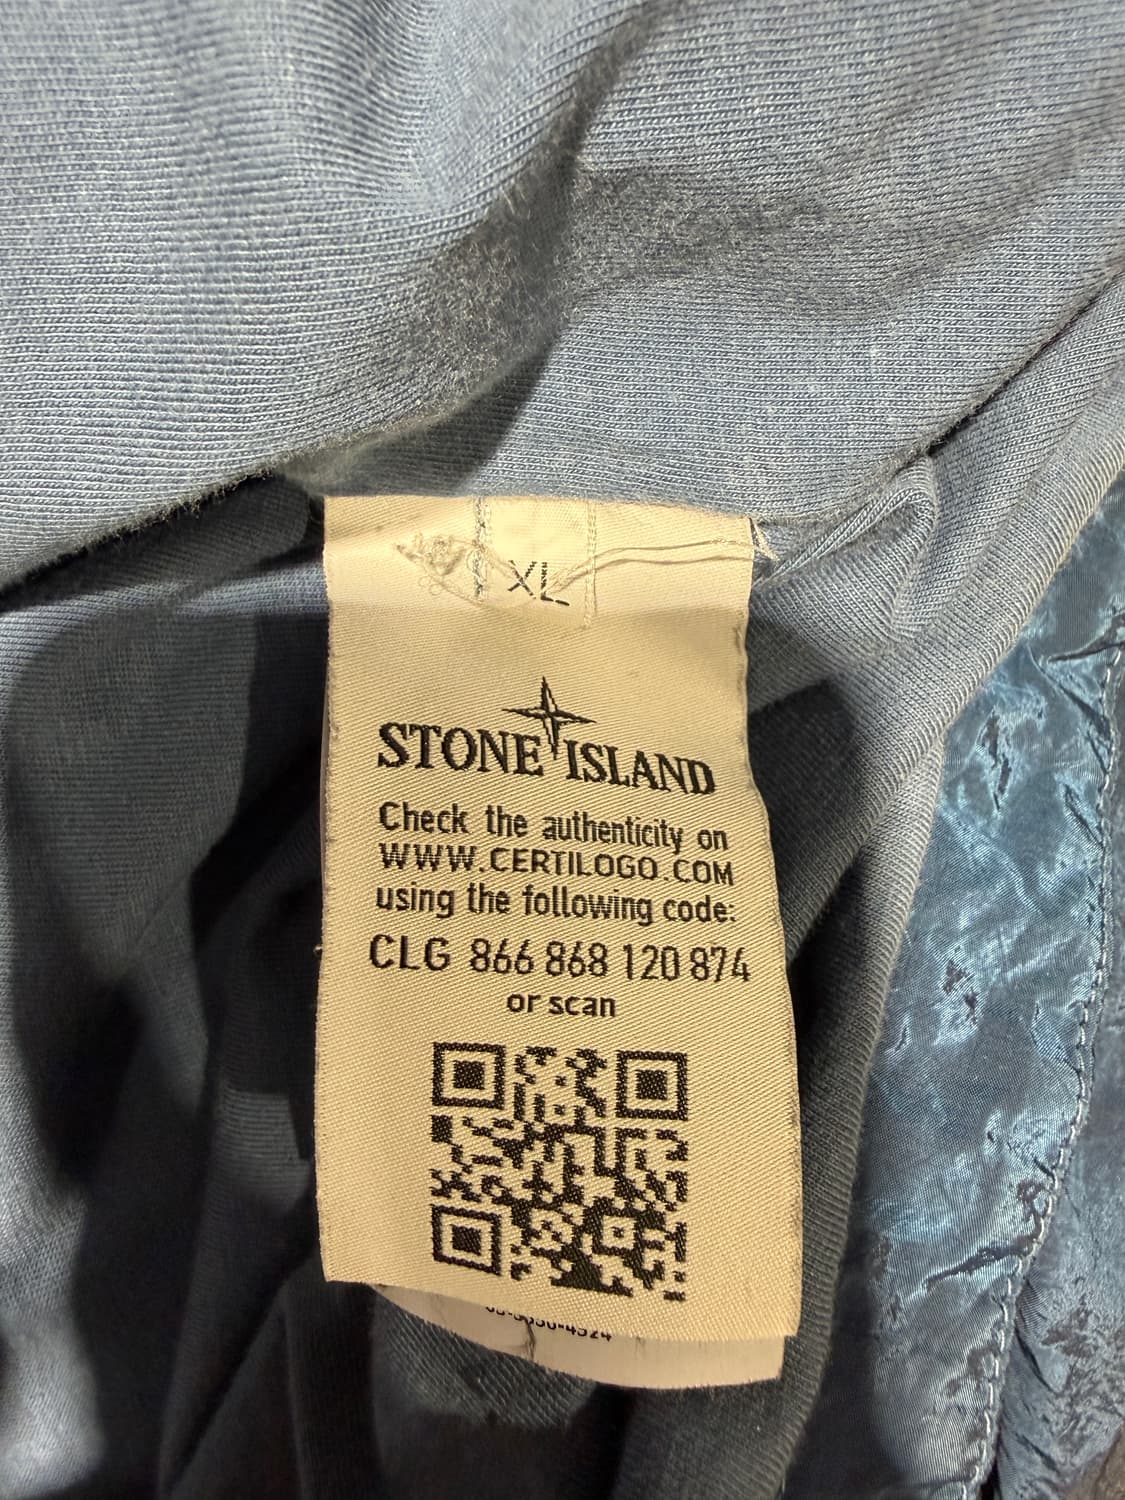 XL
STONE ISLAND
Check the authenticity on
WWW.CERTILOGO.COM
using the following code:
CLG 866 868 120 874
or scan